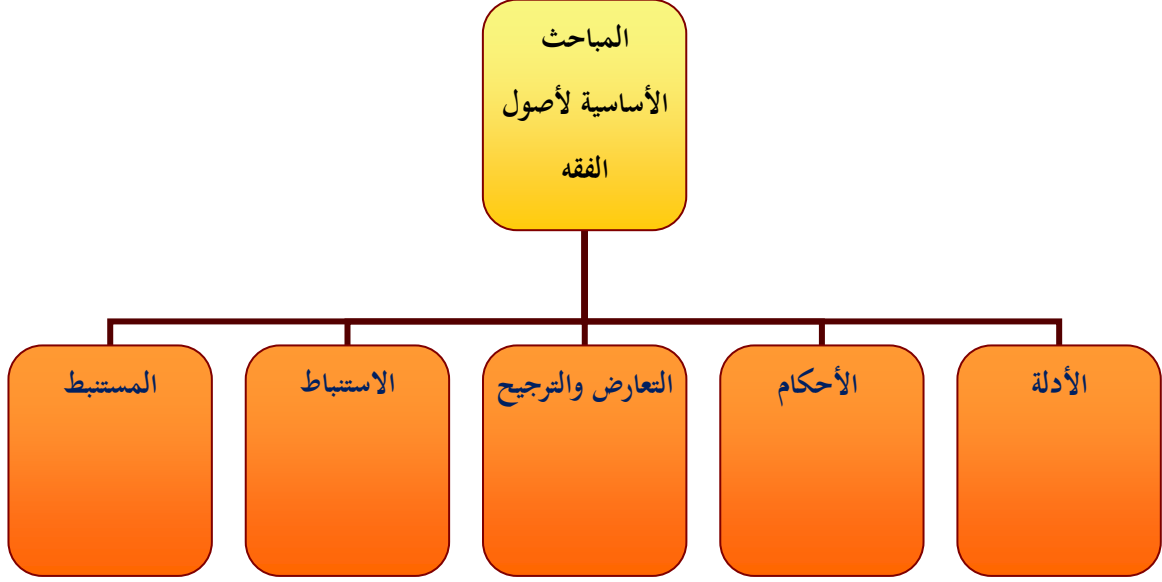 المباحث
الأساسية لأصول
الفقه
الأدلة
الأحكام
التعارض والترجيح
الاستنباط
المستنبط